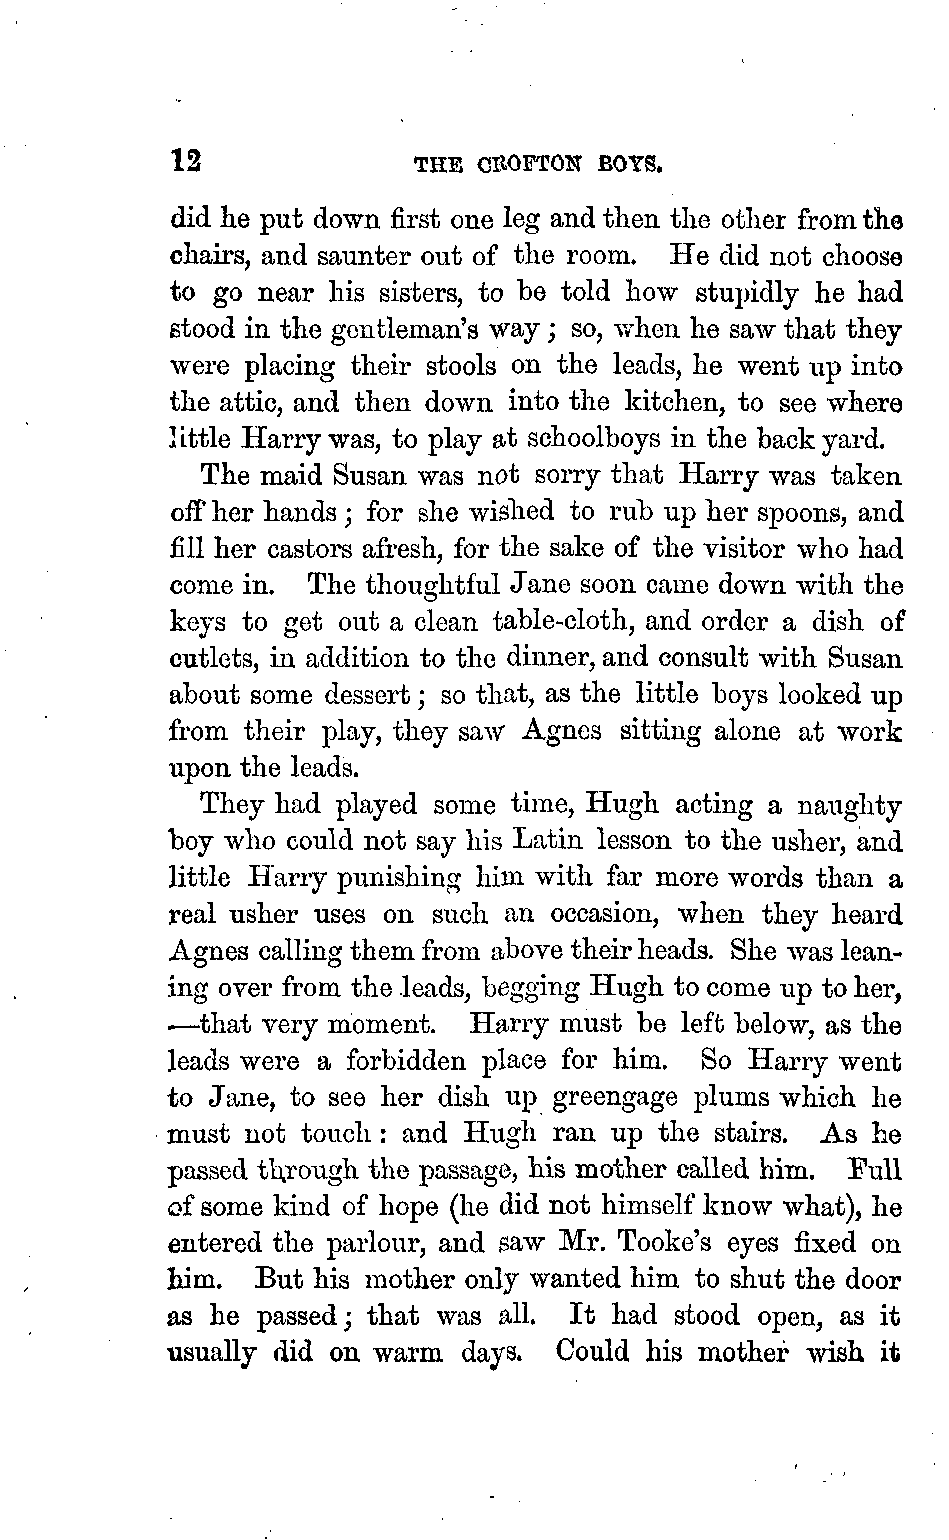 12 THE CROFTON BOYS.
did he put down first one leg and then the other from the
chairs, and saunter out of the room. He did not choose
to go near his sisters, to be told how stupidly he had
stood in the gentleman's way; so, when he saw that they
were placing their stools on the leads, he went up into
the attic, and then down into the kitchen, to see where
little Harry was, to play at schoolboys in the back yard.
The maid Susan was not sorry that Harry was taken
off her hands; for she wished to rub up her spoons, and
fill her castors afresh, for the sake of the visitor who had
come in. The thoughtful Jane soon came down with the
keys to get out a clean table-cloth, and order a dish of
cutlets, in addition to the dinner, and consult with Susan
about some dessert; so that, as the little boys looked up
from their play, they saw Agnes sitting alone at work
upon the leads.
They had played some time, Hugh acting a naughty
boy who could not say his Latin lesson to the usher, and
little Harry punishing him with far more words than a
real usher uses on such an occasion, when they heard
Agnes calling them from above their heads. She was lean-
ing over from the leads, begging Hugh to come up to her,
—that very moment. Harry must be left below, as the
leads were a forbidden place for him. So Harry went
to Jane, to see her dish up greengage plums which he
must not touch: and Hugh ran up the stairs. As he
passed through the passage, his mother called him. Full
of some kind of hope (he did not himself know what), he
entered the parlour, and saw Mr. Tooke's eyes fixed on
him. But his mother only wanted him to shut the door
as he passed; that was all. It had stood open, as it
usually did on warm days. Could his mother wish it